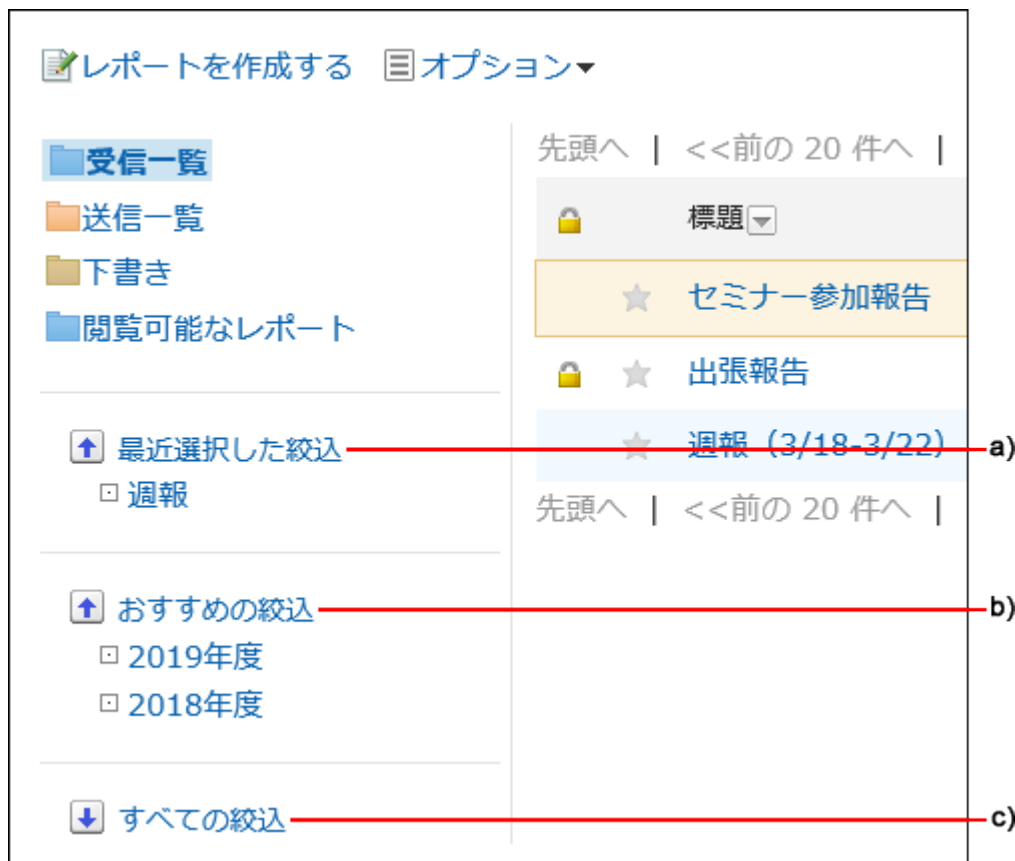 レポートを作成する オプション
受信一覧
送信一覧
下書き
閲覧可能なレポート
最近選択した絞込
週報
おすすめの絞込
2019年度
2018年度
すべての絞込
先頭へ | <<前の 20 件へ |
標題
セミナー参加報告
出張報告
週報（3/18-3/22）
先頭へ | <<前の 20 件へ |
a)
b)
c)